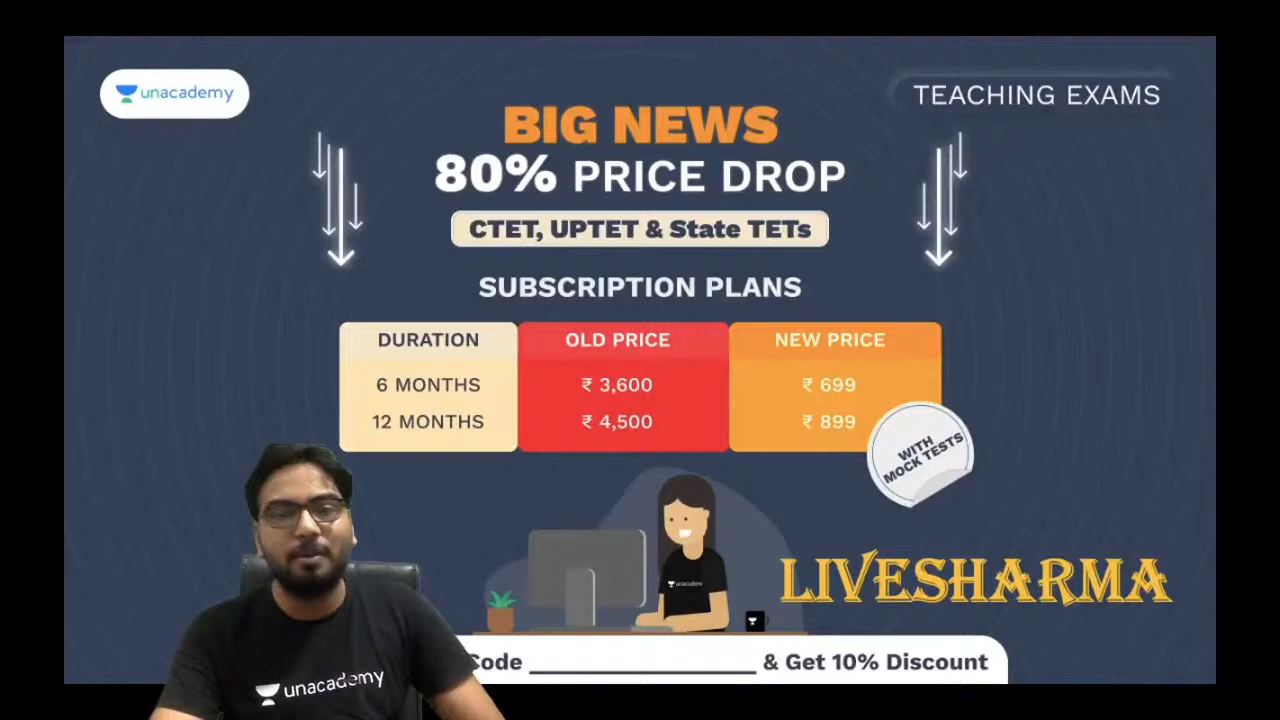 unacademy
TEACHING EXAMS
BIG NEWS
80% PRICE DROP
CTET, UPTET & State TETs
SUBSCRIPTION PLANS
DURATION OLD PRICE NEW PRICE
6 MONTHS ₹ 3,600 ₹ 699
12 MONTHS ₹ 4,500 ₹ 899
WITH
MOCK TESTS
unacademy
LIVESHARMA
Code ____________________ & Get 10% Discount
unacademy